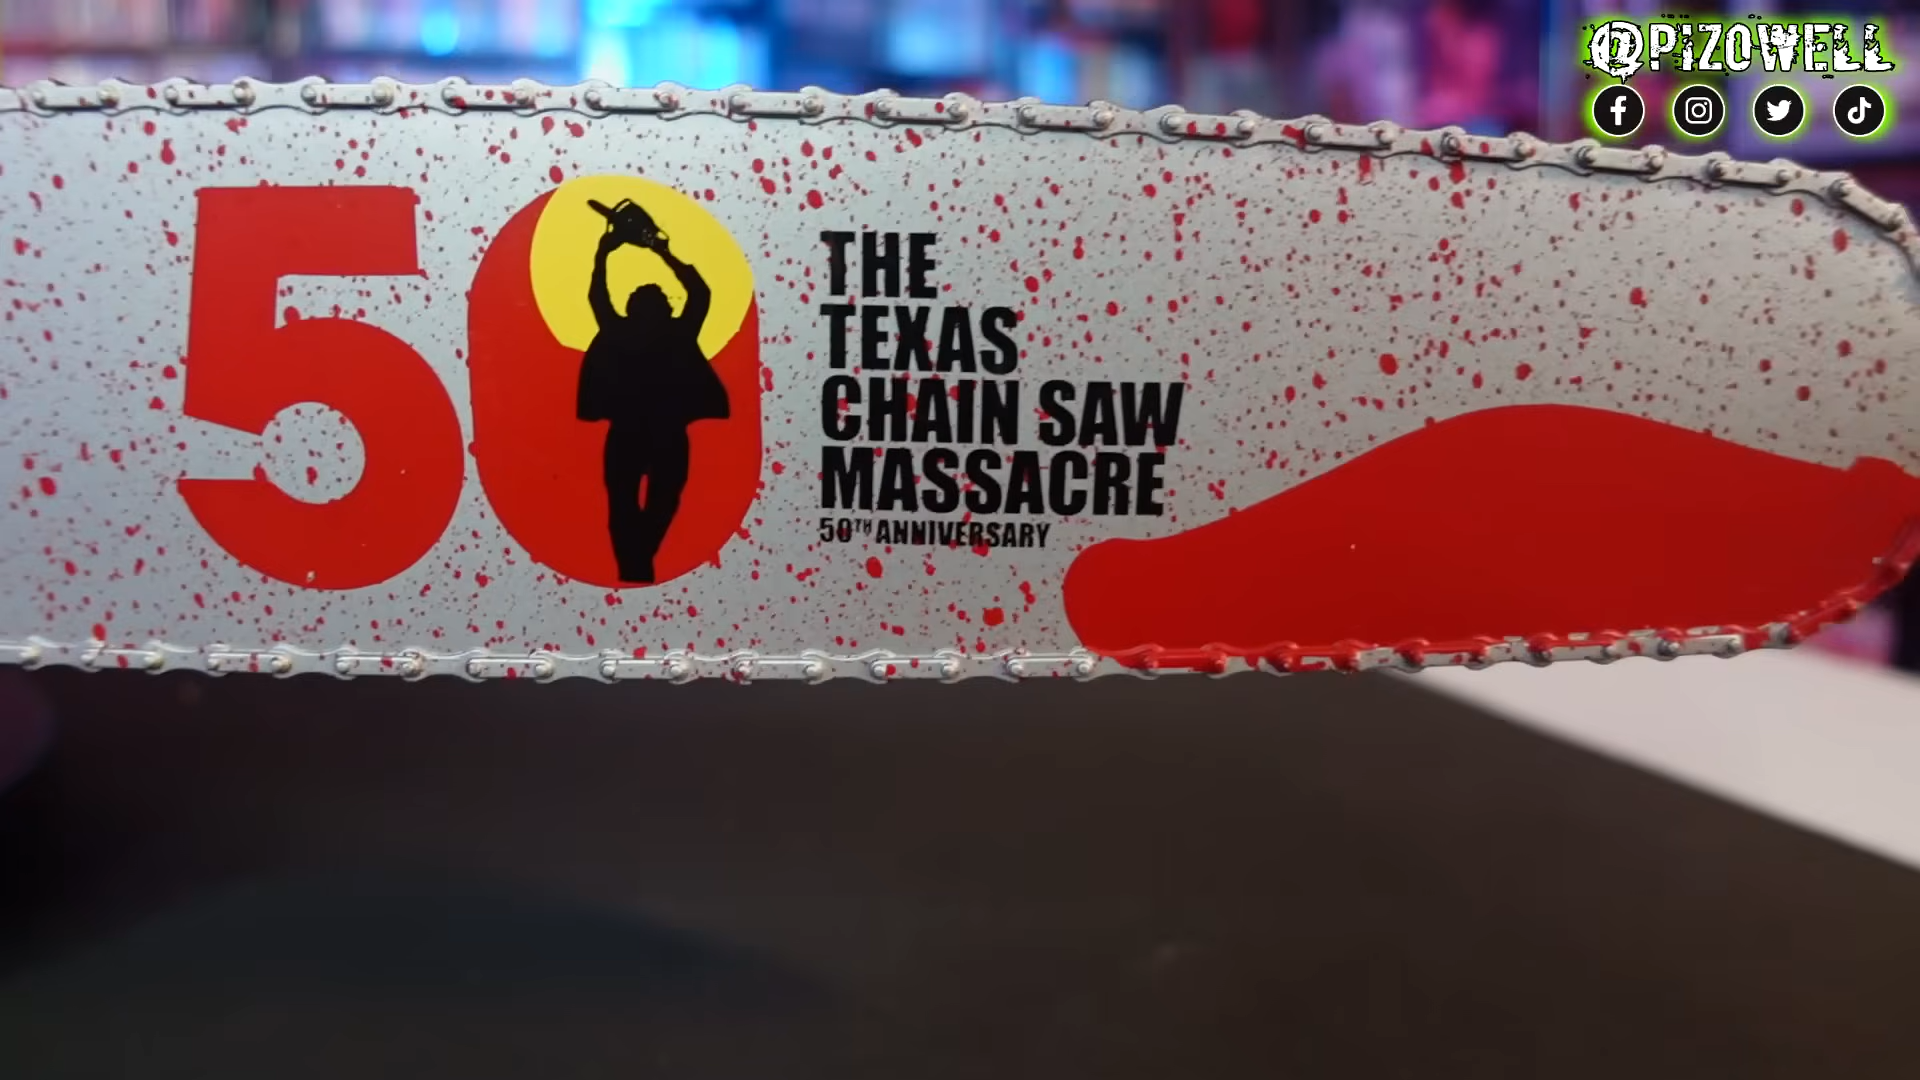 @PIZOWELL
50
THE
TEXAS
CHAIN SAW
MASSACRE
50TH ANNIVERSARY